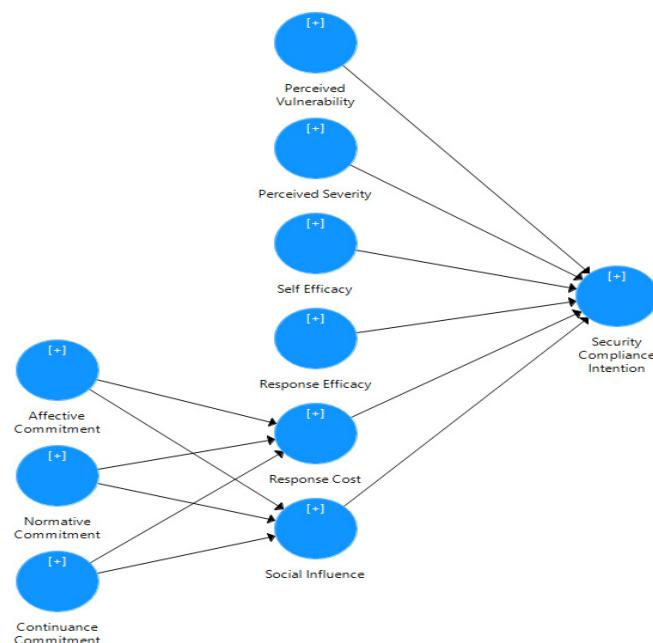 [+]
Perceived
Vulnerability
[+]
Perceived Severity
[+]
Self Efficacy
[+]
Response Efficacy
[+]
Security
Compliance
Intention
[+]
Affective
Commitment
[+]
Response Cost
[+]
Normative
Commitment
[+]
Social Influence
[+]
Continuance
Commitment